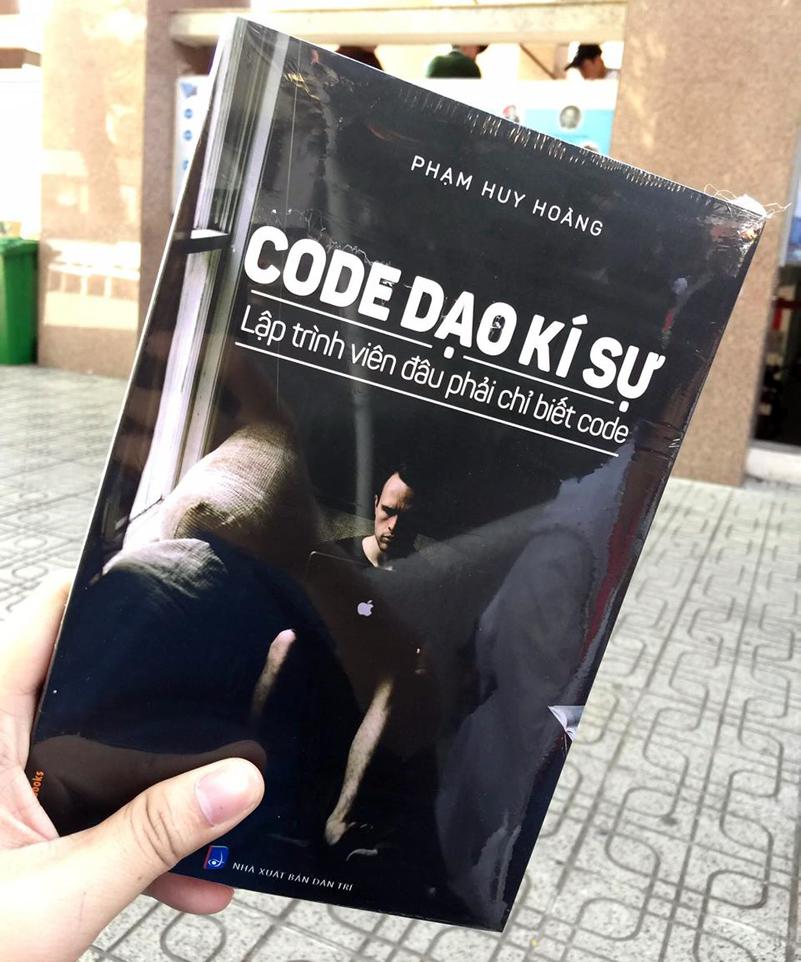 PHẠM HUY HOÀNG
CODE DẠO KÍ SỰ
Lập trình viên đâu phải chỉ biết code
NHÀ XUẤT BẢN DÂN TRÍ